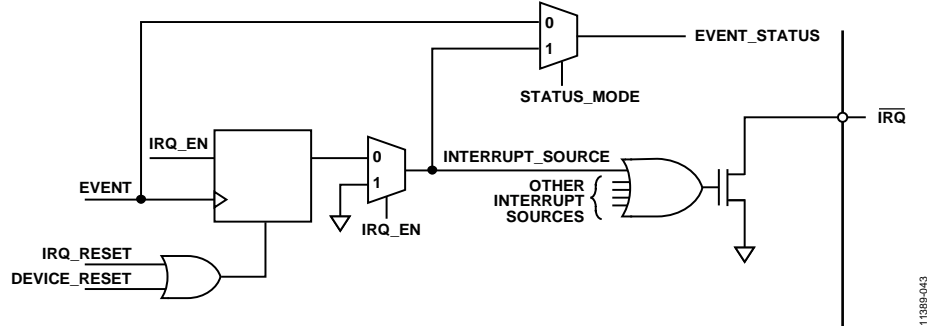 0
1
EVENT_STATUS
STATUS_MODE
IRQ
IRQ_EN
0
1
INTERRUPT_SOURCE
OTHER
INTERRUPT
SOURCES
EVENT
IRQ_EN
IRQ_RESET
DEVICE_RESET
11389-043